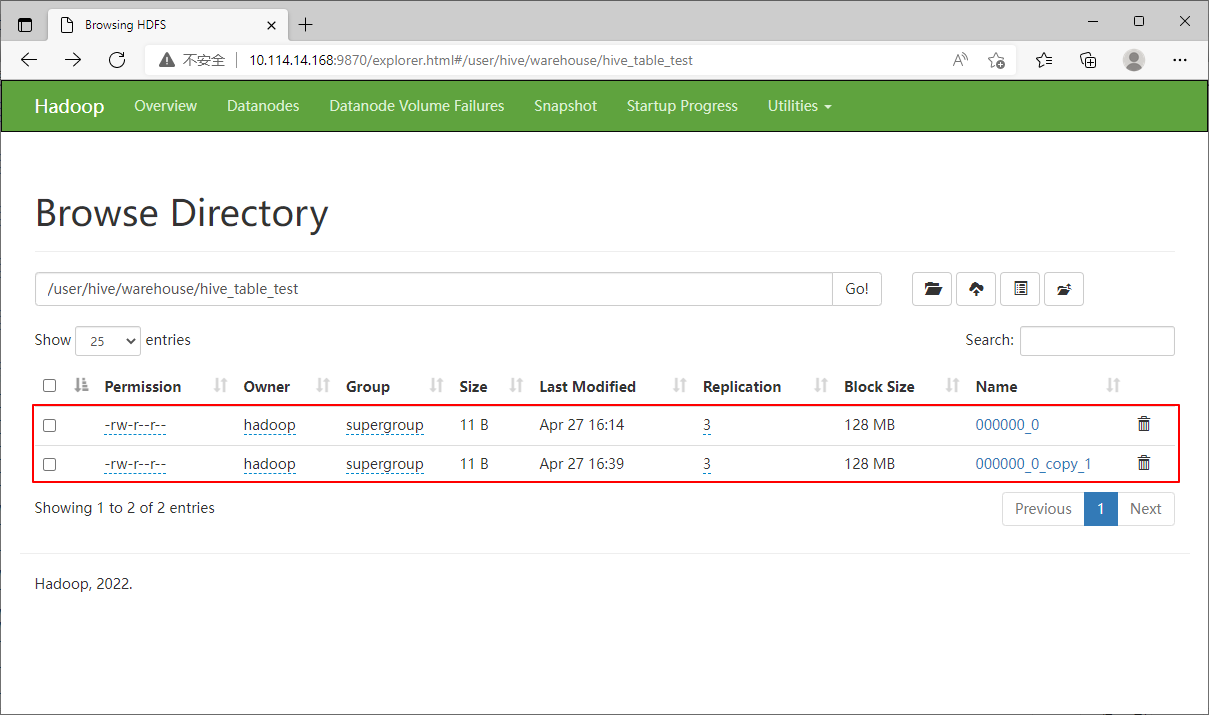 Browsing HDFS
不安全 10.114.14.168:9870/explorer.html#/user/hive/warehouse/hive_table_test
Hadoop Overview Datanodes Datanode Volume Failures Snapshot Startup Progress Utilities
Browse Directory
/user/hive/warehouse/hive_table_test Go!
Show 25 entries Search:
Permission Owner Group Size Last Modified Replication Block Size Name
-rw-r--r-- hadoop supergroup 11 B Apr 27 16:14 3 128 MB 000000_0
-rw-r--r-- hadoop supergroup 11 B Apr 27 16:39 3 128 MB 000000_0_copy_1
Showing 1 to 2 of 2 entries Previous 1 Next
Hadoop, 2022.